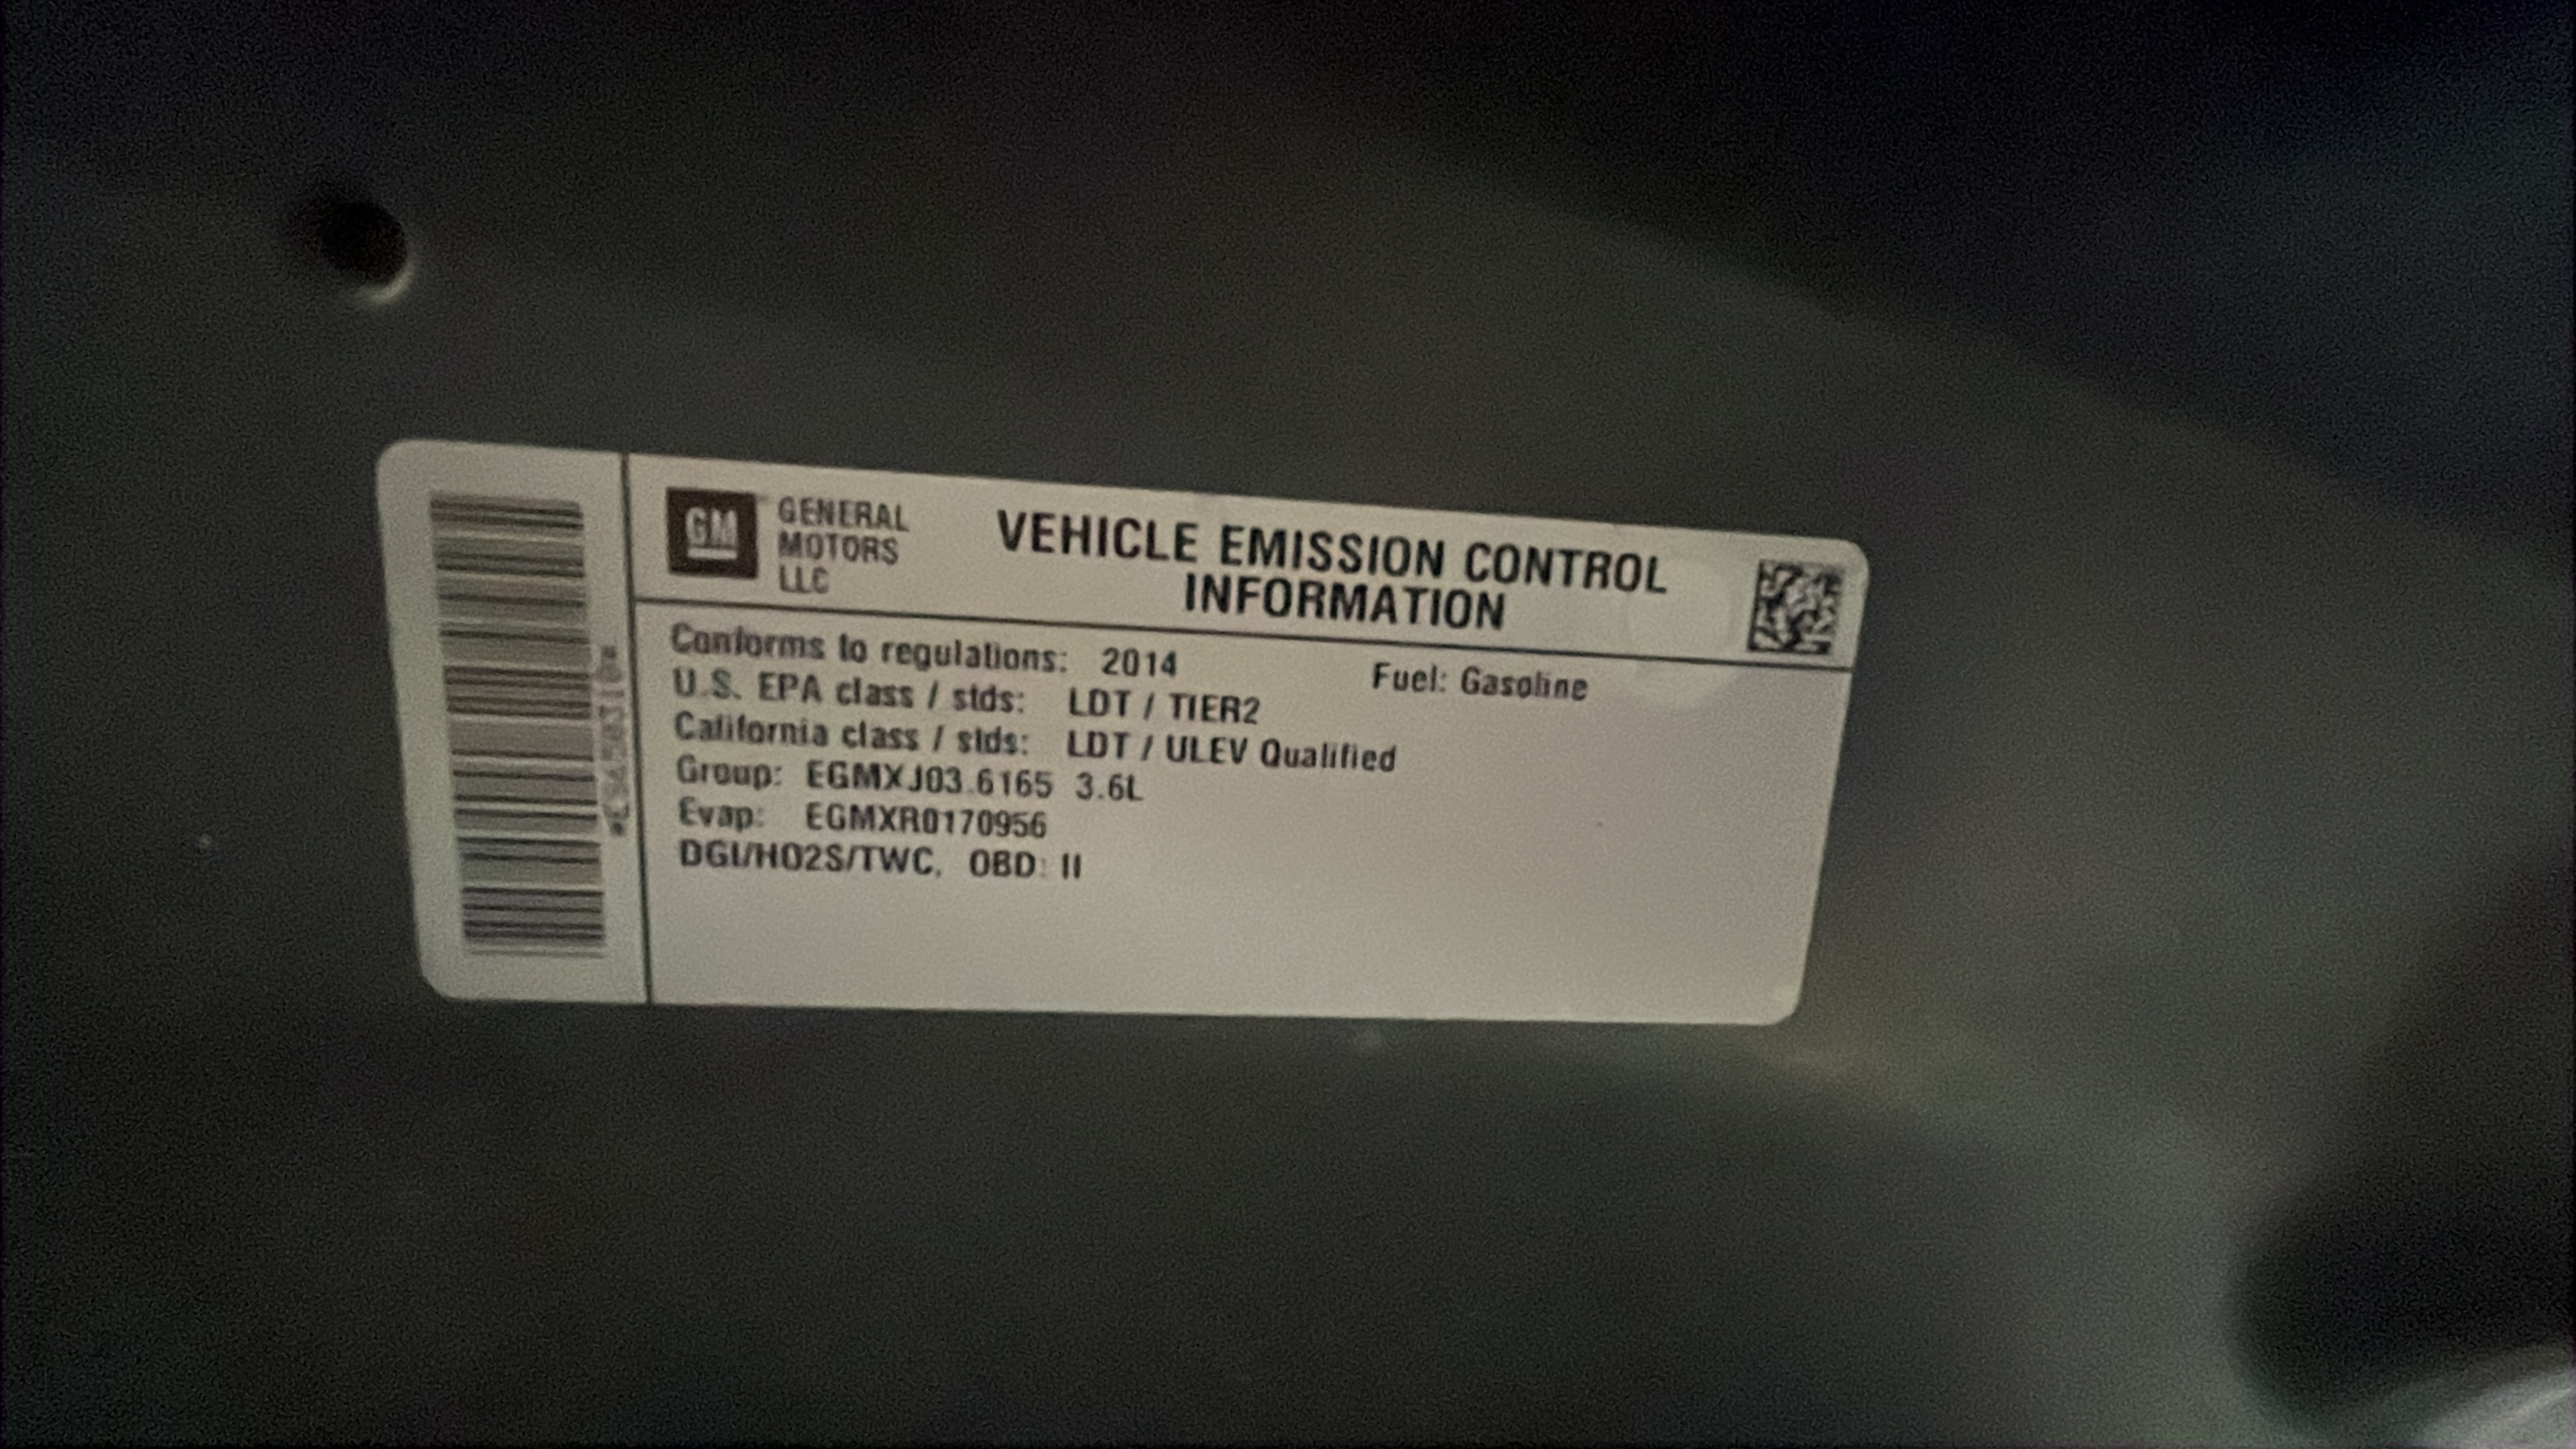 GM
GENERAL
MOTORS
LLC
VEHICLE EMISSION CONTROL
INFORMATION
Conforms to regulations: 2014 Fuel: Gasoline
U.S. EPA class / stds: LDT / TIER2
California class / stds: LDT / ULEV Qualified
Group: EGMXJ03.6165 3.6L
Evap: EGMXR0170956
DGI/HO2S/TWC, OBD: II